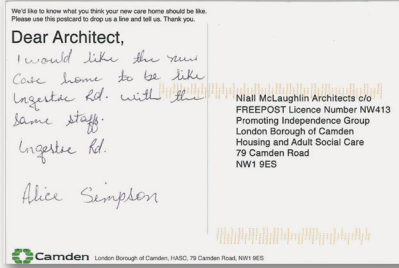 We'd like to know what you think your new care home should be like.
Please use this postcard to drop us a line and tell us. Thank you.
Dear Architect,
I would like the new
Care home to be like
Ingestre Rd. with the
Same staff.
Ingestre Rd.
Alice Simpson
Niall McLaughlin Architects c/o
FREEPOST Licence Number NW413
Promoting Independence Group
London Borough of Camden
Housing and Adult Social Care
79 Camden Road
NW1 9ES
Camden London Borough of Camden, HASC, 79 Camden Road, NW1 9ES